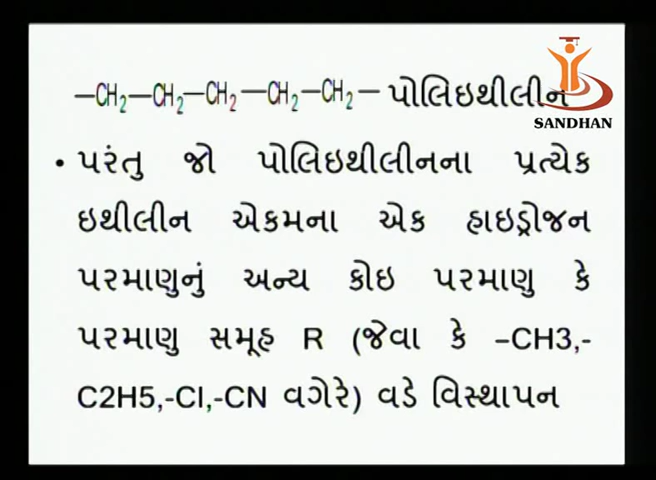 –CH2–CH2–CH2–CH2–CH2– પોલિઇથીલીન
SANDHAN
• પરંતુ જો પોલિઇથીલીનના પ્રત્યેક
ઇથીલીન એકમના એક હાઇડ્રોજન
પરમાણુનું અન્ય કોઇ પરમાણુ કે
પરમાણુ સમૂહ R (જેવા કે –CH3,-
C2H5,-Cl,-CN વગેરે) વડે વિસ્થાપન